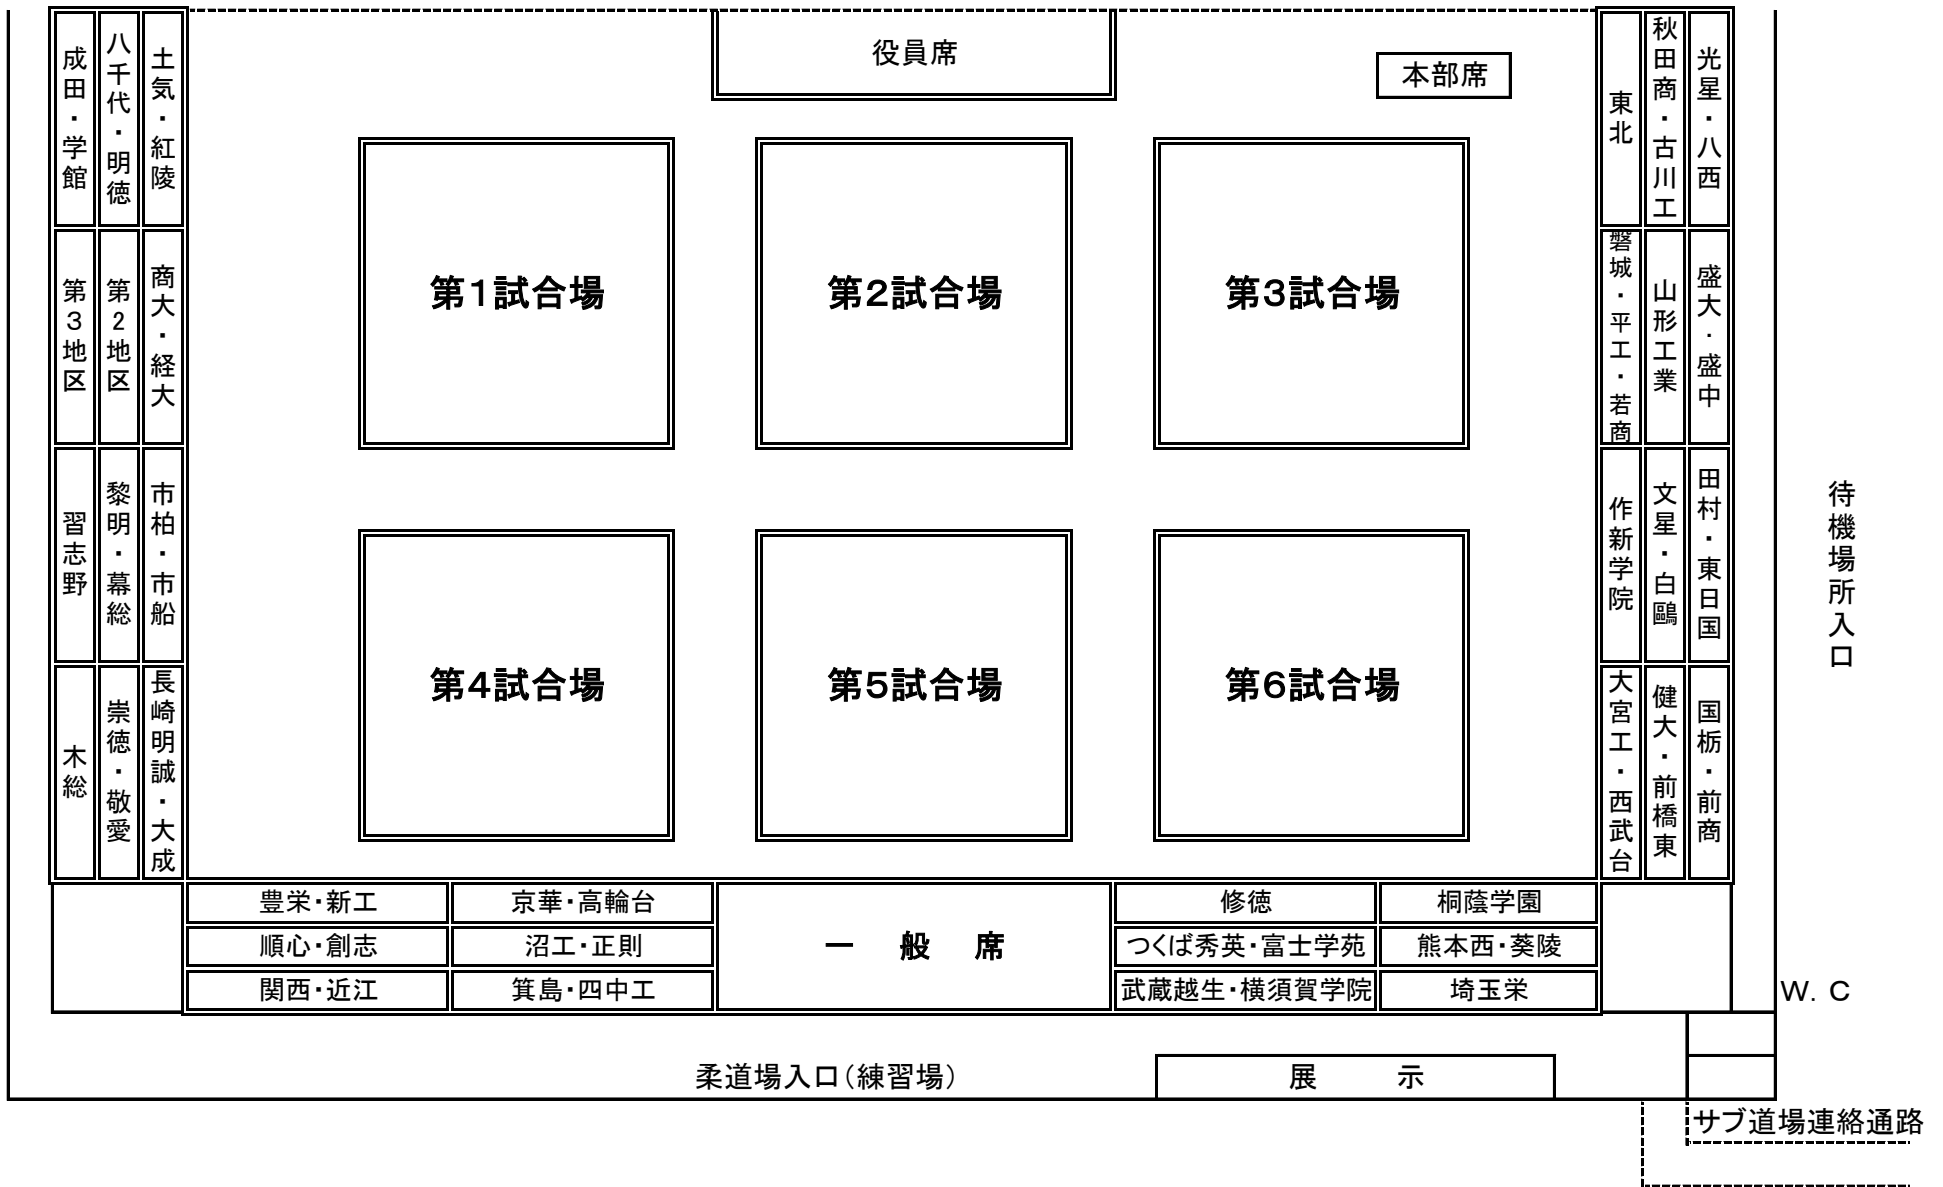 役員席
本部席
成田・学館
八千代・明徳
土気・紅陵
第3地区
第2地区
商大・経大
習志野
黎明・幕総
市柏・市船
木総
崇徳・敬愛
長崎明誠・大成
第1試合場
第2試合場
第3試合場
第4試合場
第5試合場
第6試合場
東北
秋田商・古川工
光星・八西
磐城・平工・若商
山形工業
盛大・盛中
作新学院
文星・白鷗
田村・東日国
大宮工・西武台
健大・前橋東
国栃・前商
待機場所入口
豊栄・新工
京華・高輪台
順心・創志
沼工・正則
関西・近江
箕島・四中工
一般席
修徳
桐蔭学園
つくば秀英・富士学苑
熊本西・葵陵
武蔵越生・横須賀学院
埼玉栄
W.C
柔道場入口（練習場）
展示
サブ道場連絡通路